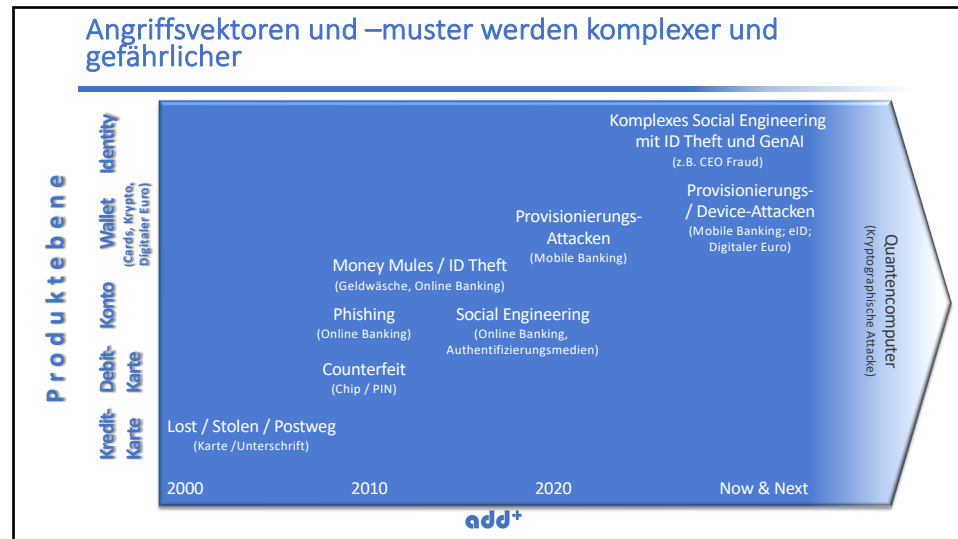 Angriffsvektoren und –muster werden komplexer und
gefährlicher
Produktebene
Identity
Wallet
(Cards, Krypto,
Digitaler Euro)
Konto
Debit-
Karte
Kredit-
Karte
Komplexes Social Engineering
mit ID Theft und GenAI
(z.B. CEO Fraud)
Provisionierungs-
/ Device-Attacken
(Mobile Banking; eID;
Digitaler Euro)
Provisionierungs-
Attacken
(Mobile Banking)
Money Mules / ID Theft
(Geldwäsche, Online Banking)
Phishing
(Online Banking)
Social Engineering
(Online Banking,
Authentifizierungsmedien)
Counterfeit
(Chip / PIN)
Lost / Stolen / Postweg
(Karte /Unterschrift)
Quantencomputer
(Kryptographische Attacke)
2000
2010
2020
Now & Next
add+